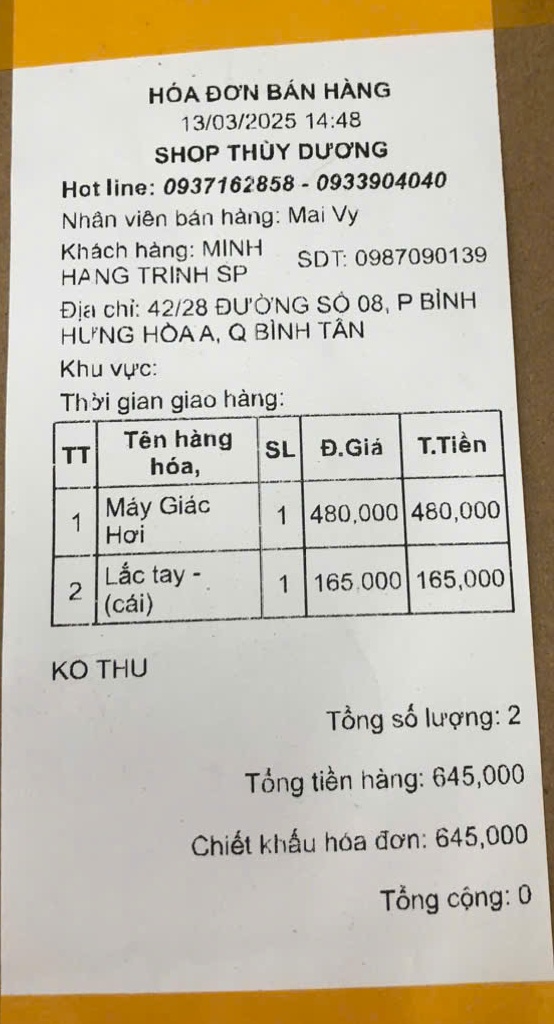 HÓA ĐƠN BÁN HÀNG
13/03/2025 14:48
SHOP THÙY DƯƠNG
Hot line: 0937162858 - 0933904040
Nhân viên bán hàng: Mai Vy
Khách hàng: MINH HANG TRINH SP SDT: 0987090139
Địa chỉ: 42/28 ĐƯỜNG SỐ 08, P BÌNH
HƯNG HÒA A, Q BÌNH TÂN
Khu vực:
Thời gian giao hàng:
TT Tên hàng hóa, SL Đ.Giá T.Tiền
1 Máy Giác Hơi 1 480,000 480,000
2 Lắc tay - (cái) 1 165,000 165,000
KO THU
Tổng số lượng: 2
Tổng tiền hàng: 645,000
Chiết khấu hóa đơn: 645,000
Tổng cộng: 0